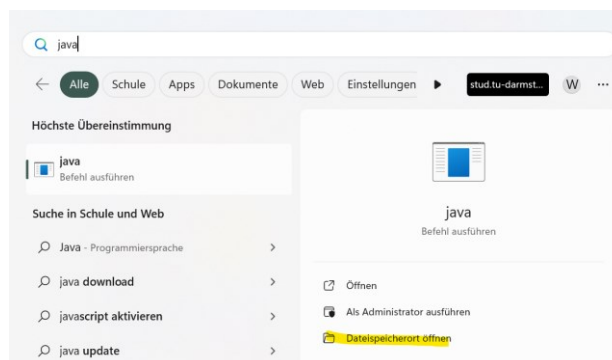 java
Alle Schule Apps Dokumente Web Einstellungen stud.tu-darmst... W ...
Höchste Übereinstimmung
java
Befehl ausführen
Suche in Schule und Web
Java - Programmiersprache
java download
javascript aktivieren
java update
java
Befehl ausführen
Öffnen
Als Administrator ausführen
Dateispeicherort öffnen